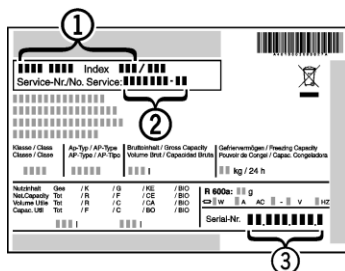 1
Index /
Service-Nr./No. Service: -
2
Klasse / Class
Classe / Clase
Ap-Typ / AP-Type
AP-Type / AP-Tipo
Bruttoinhalt / Gross Capacity
Volume Brut / Capacidad Bruta
l
Gefriervermögen / Freezing Capacity
Pouvoir de Congel / Capac. Congeladora
kg / 24 h
Nutzinhalt Ges /K /G /KE /BIO
Net.Capacity Tot /R /F /CE /BIO
Volume Utile Tot /R /C /CA /BIO
Capac. Util Tot /F /C /BO /BIO
l l
R 600a: g
W A AC - V HZ
Serial-Nr. . .
3